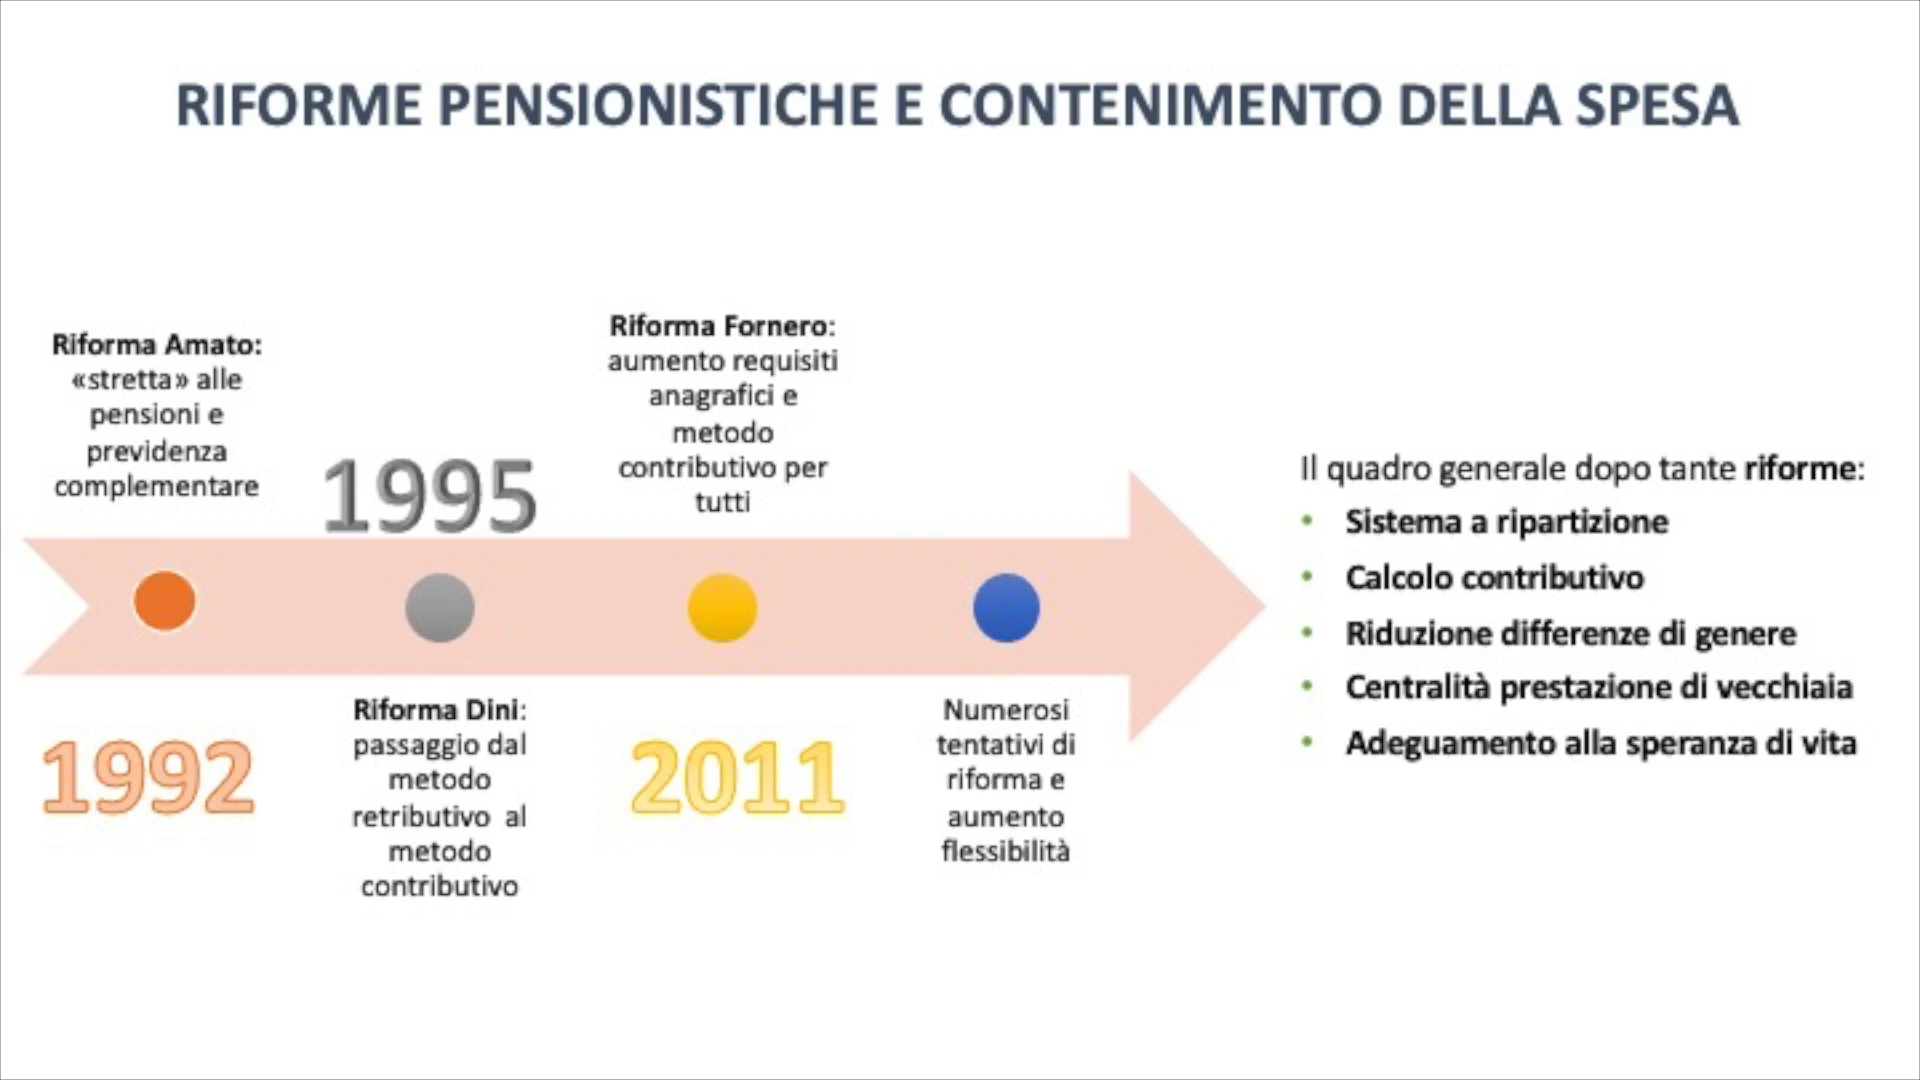 RIFORME PENSIONISTICHE E CONTENIMENTO DELLA SPESA
Riforma Amato:
«stretta» alle
pensioni e
previdenza
complementare
1992
1995
Riforma Dini:
passaggio dal
metodo
retributivo al
metodo
contributivo
Riforma Fornero:
aumento requisiti
anagrafici e
metodo
contributivo per
tutti
2011
Numerosi
tentativi di
riforma e
aumento
flessibilità
Il quadro generale dopo tante riforme:
• Sistema a ripartizione
• Calcolo contributivo
• Riduzione differenze di genere
• Centralità prestazione di vecchiaia
• Adeguamento alla speranza di vita